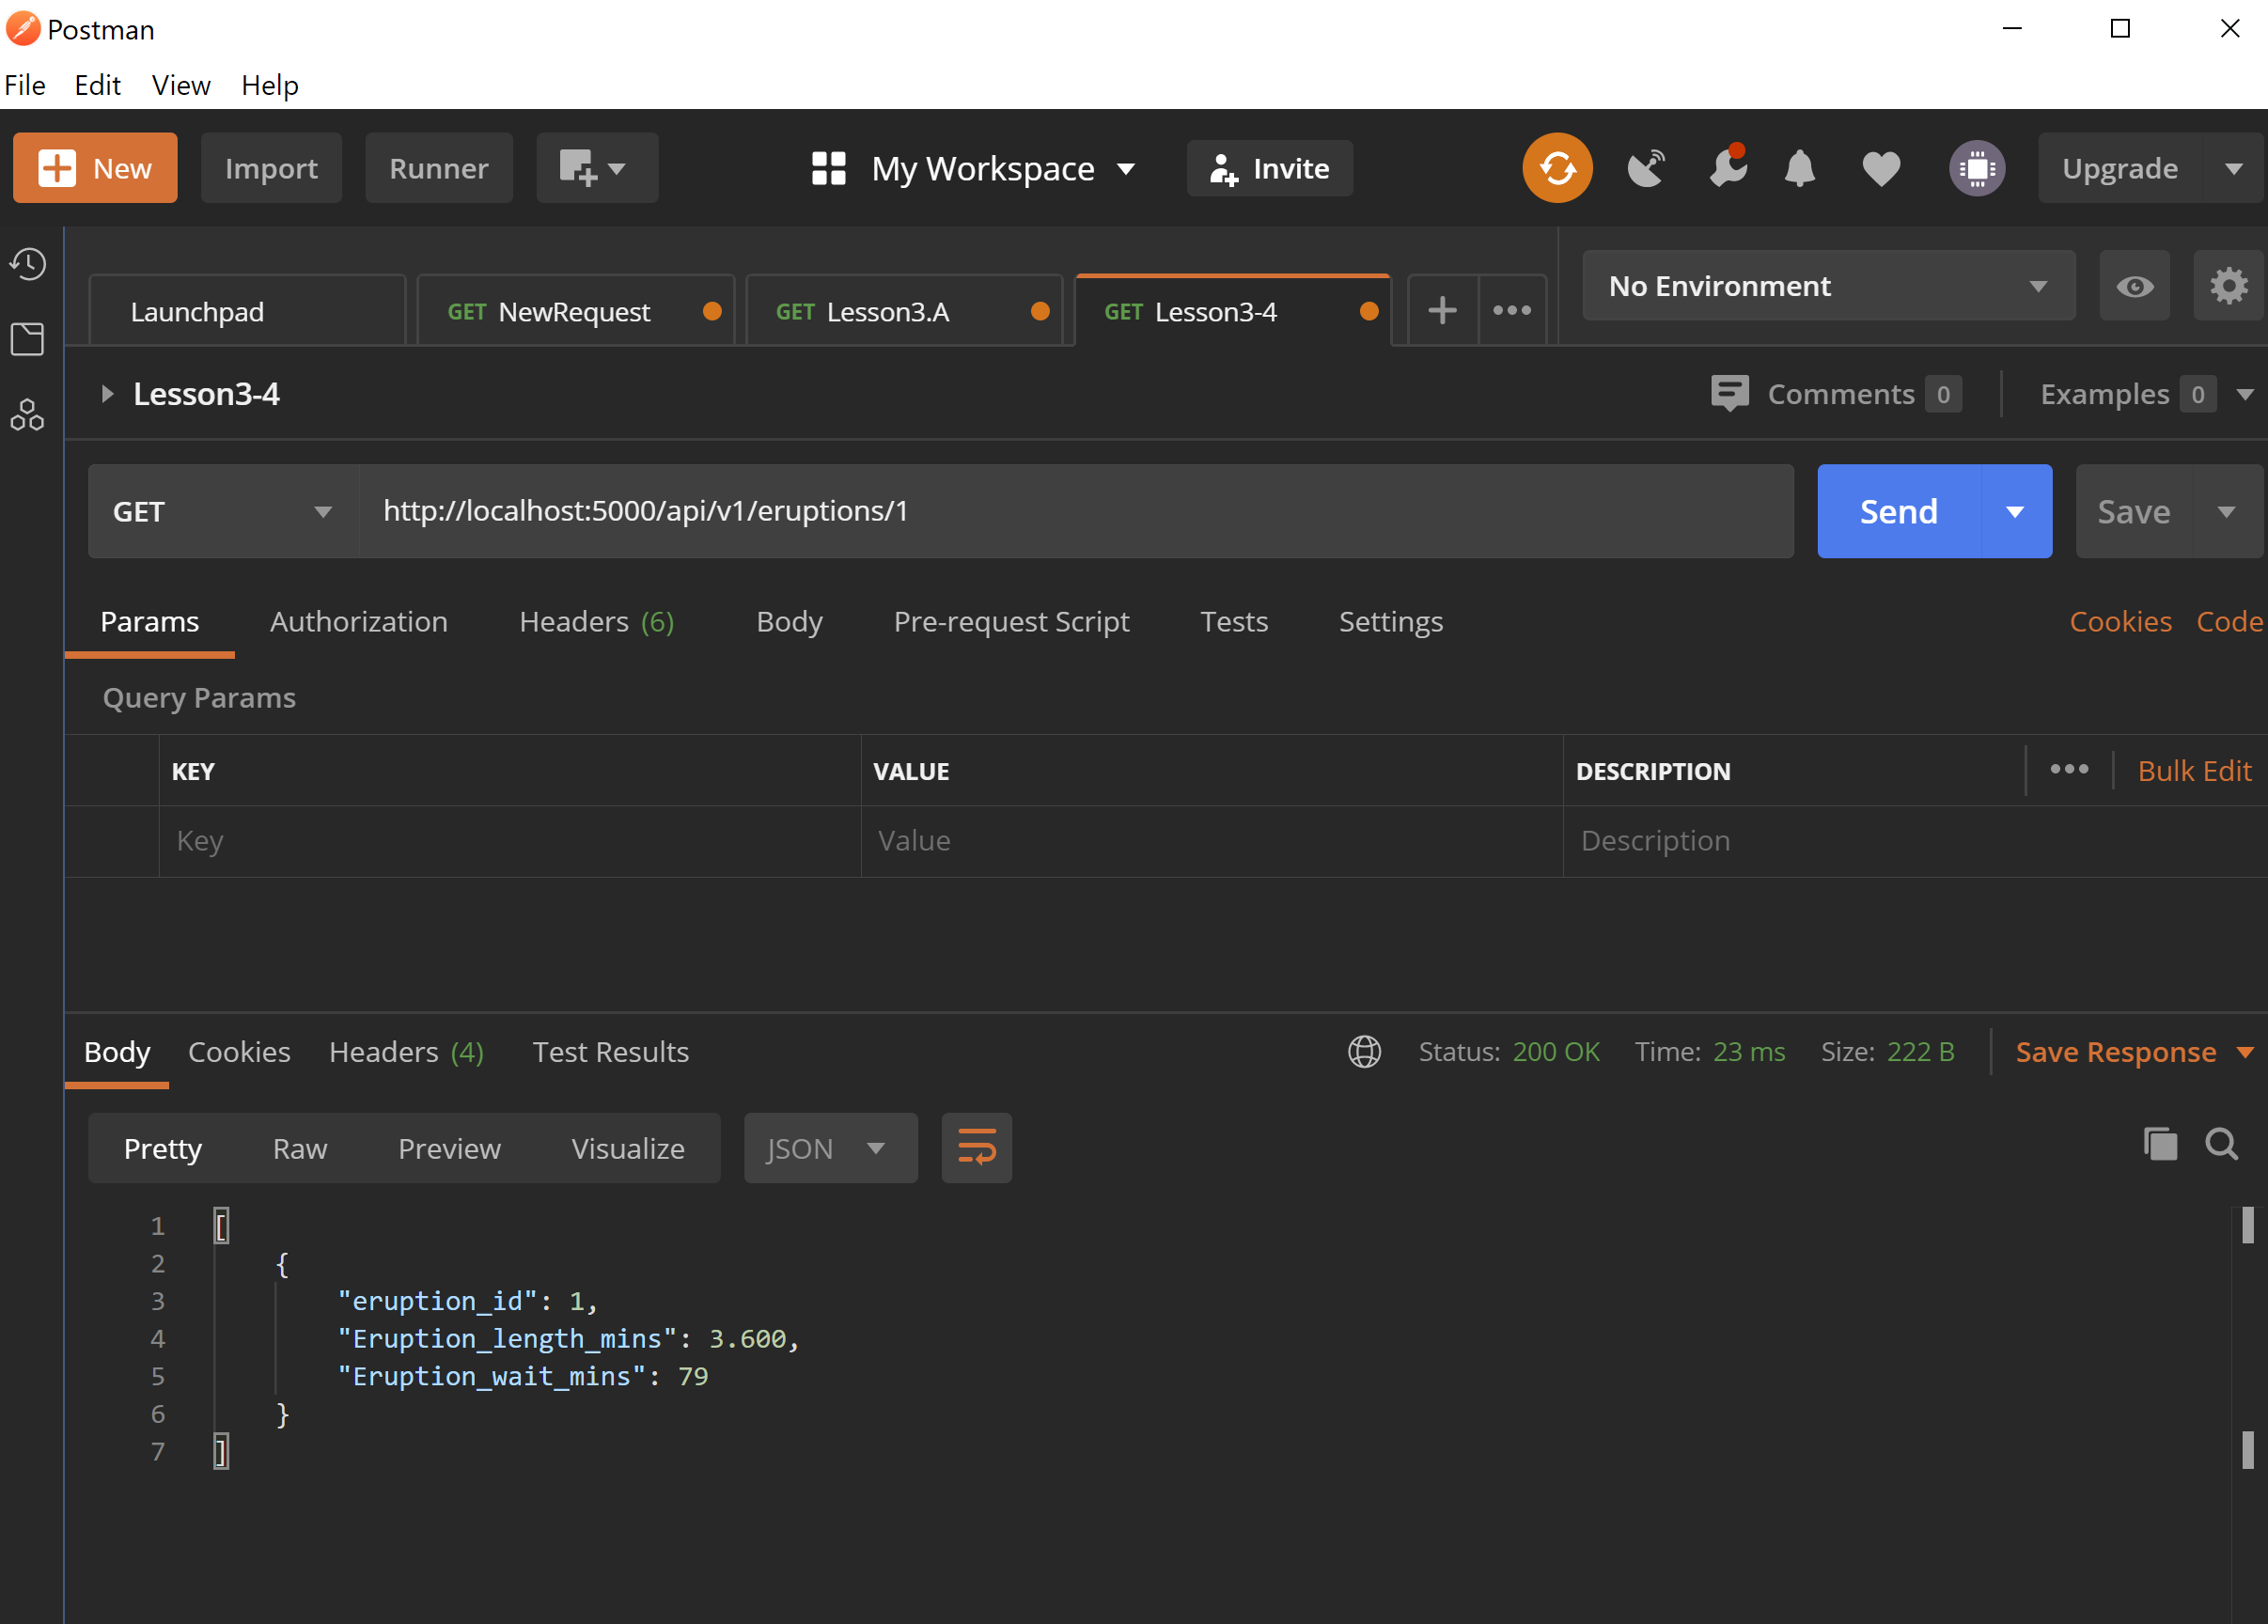 Postman
File Edit View Help
New Import Runner My Workspace Invite Upgrade
Launchpad GET NewRequest GET Lesson3.A GET Lesson3-4 No Environment
Lesson3-4 Comments 0 Examples 0
GET http://localhost:5000/api/v1/eruptions/1 Send Save
Params Authorization Headers (6) Body Pre-request Script Tests Settings Cookies Code
Query Params
KEY VALUE DESCRIPTION Bulk Edit
Key Value Description
Body Cookies Headers (4) Test Results Status: 200 OK Time: 23 ms Size: 222 B Save Response
Pretty Raw Preview Visualize JSON
1 [
2 {
3 "eruption_id": 1,
4 "Eruption_length_mins": 3.600,
5 "Eruption_wait_mins": 79
6 }
7 ]